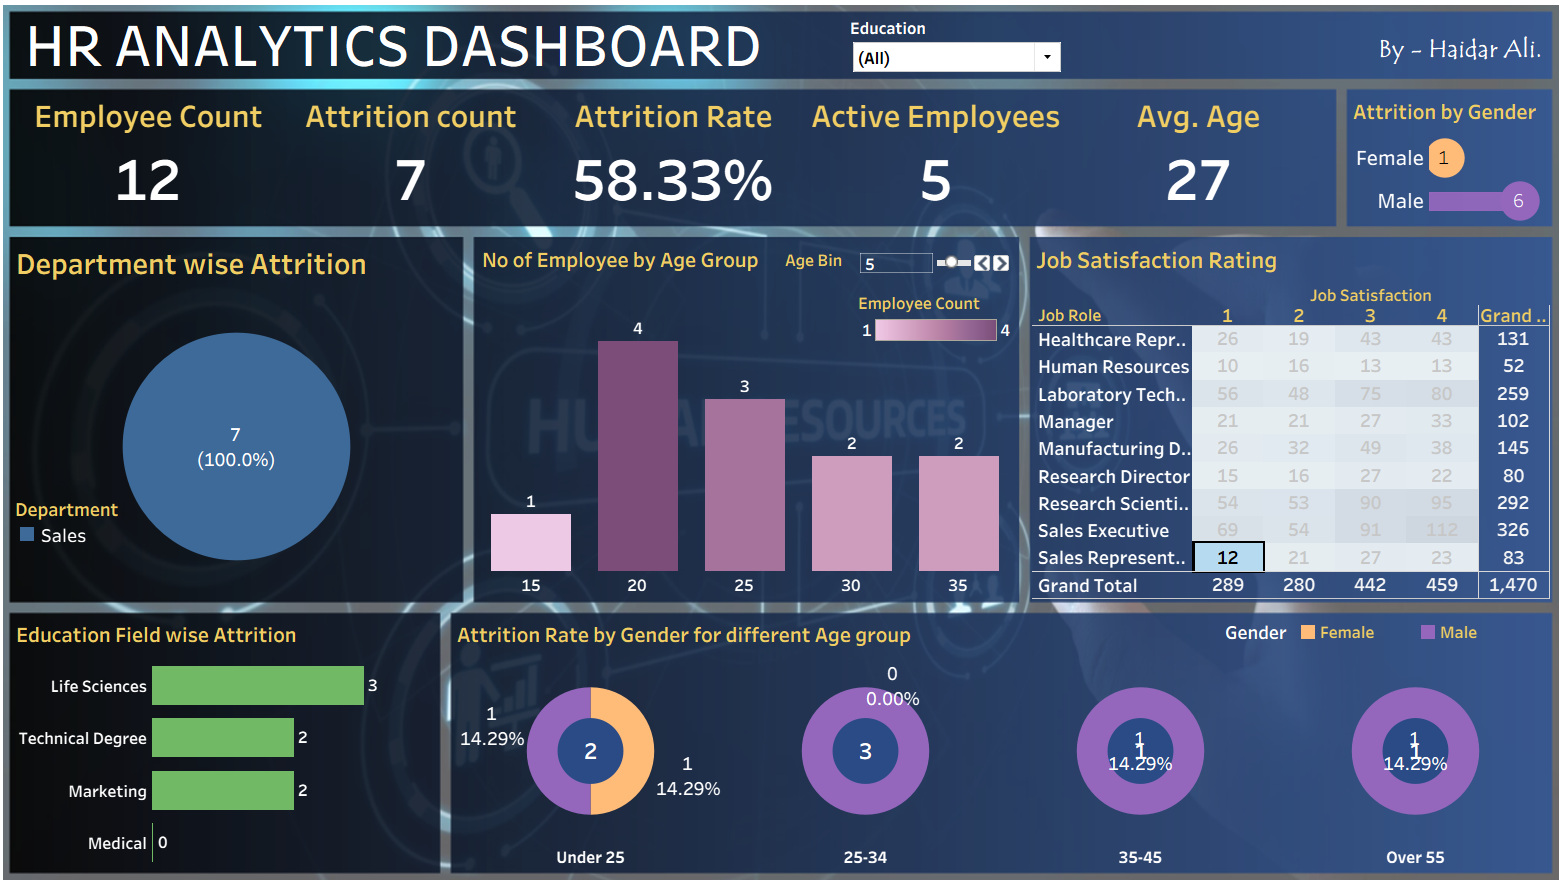 HR ANALYTICS DASHBOARD
Education
(All)
By - Haidar Ali.
Employee Count
12
Attrition count
7
Attrition Rate
58.33%
Active Employees
5
Avg. Age
27
Attrition by Gender
Female 1
Male 6
Department wise Attrition
7
(100.0%)
Department
Sales
No of Employee by Age Group
Age Bin 5
Employee Count
1 4
1 4 3 2 2
15 20 25 30 35
HUMAN RESOURCES
Job Satisfaction Rating
Job Satisfaction
Job Role 1 2 3 4 Grand ..
Healthcare Repr.. 26 19 43 43 131
Human Resources 10 16 13 13 52
Laboratory Tech.. 56 48 75 80 259
Manager 21 21 27 33 102
Manufacturing D.. 26 32 49 38 145
Research Director 15 16 27 22 80
Research Scienti.. 54 53 90 95 292
Sales Executive 69 54 91 112 326
Sales Represent.. 12 21 27 23 83
Grand Total 289 280 442 459 1,470
Education Field wise Attrition
Life Sciences 3
Technical Degree 2
Marketing 2
Medical 0
Attrition Rate by Gender for different Age group
Gender Female Male
1
14.29%
2
1
14.29%
Under 25
0
0.00%
3
25-34
1
1
14.29%
35-45
1
1
14.29%
Over 55